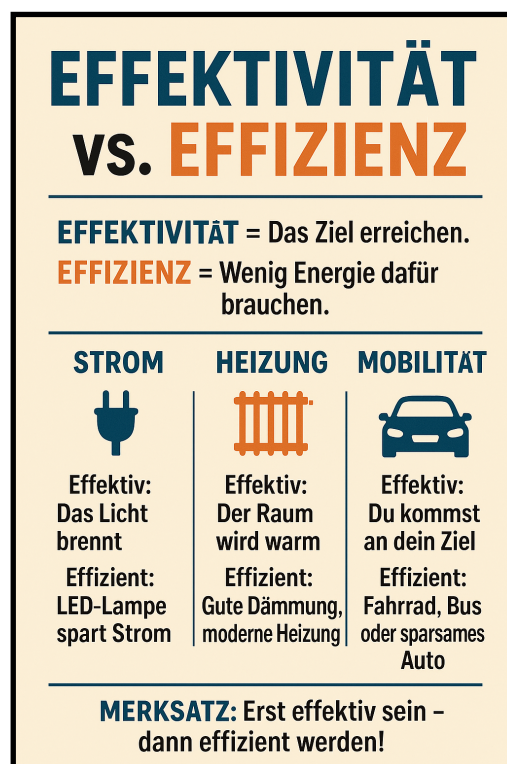 EFFEKTIVITÄT
vs. EFFIZIENZ
EFFEKTIVITÄT = Das Ziel erreichen.
EFFIZIENZ = Wenig Energie dafür
brauchen.
STROM
Effektiv:
Das Licht
brennt
Effizient:
LED-Lampe
spart Strom
HEIZUNG
Effektiv:
Der Raum
wird warm
Effizient:
Gute Dämmung,
moderne Heizung
MOBILITÄT
Effektiv:
Du kommst
an dein Ziel
Effizient:
Fahrrad, Bus
oder sparsames
Auto
MERKSATZ: Erst effektiv sein –
dann effizient werden!